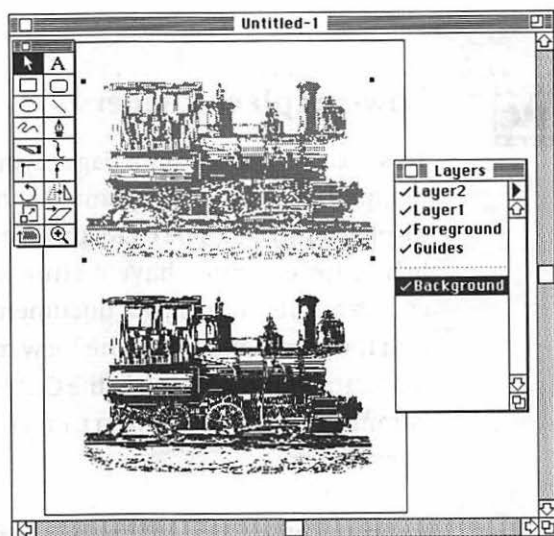 Untitled-1
A
Layers
✓Layer2
✓Layer1
✓Foreground
✓Guides
✓Background